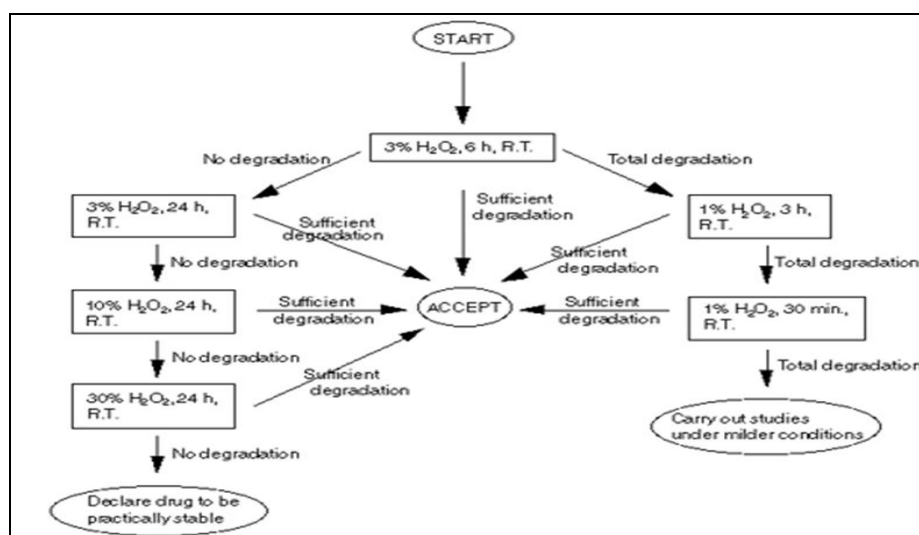 START
3% H₂O₂, 6 h, R.T.
No degradation
Total degradation
Sufficient
degradation
3% H₂O₂, 24 h,
R.T.
1% H₂O₂, 3 h,
R.T.
Sufficient
degradation
Sufficient
degradation
No degradation
Total degradation
10% H₂O₂, 24 h,
R.T.
Sufficient
degradation
ACCEPT
Sufficient
degradation
1% H₂O₂, 30 min.,
R.T.
No degradation
Sufficient
degradation
Total degradation
30% H₂O₂, 24 h,
R.T.
Carry out studies
under milder conditions
No degradation
Declare drug to be
practically stable